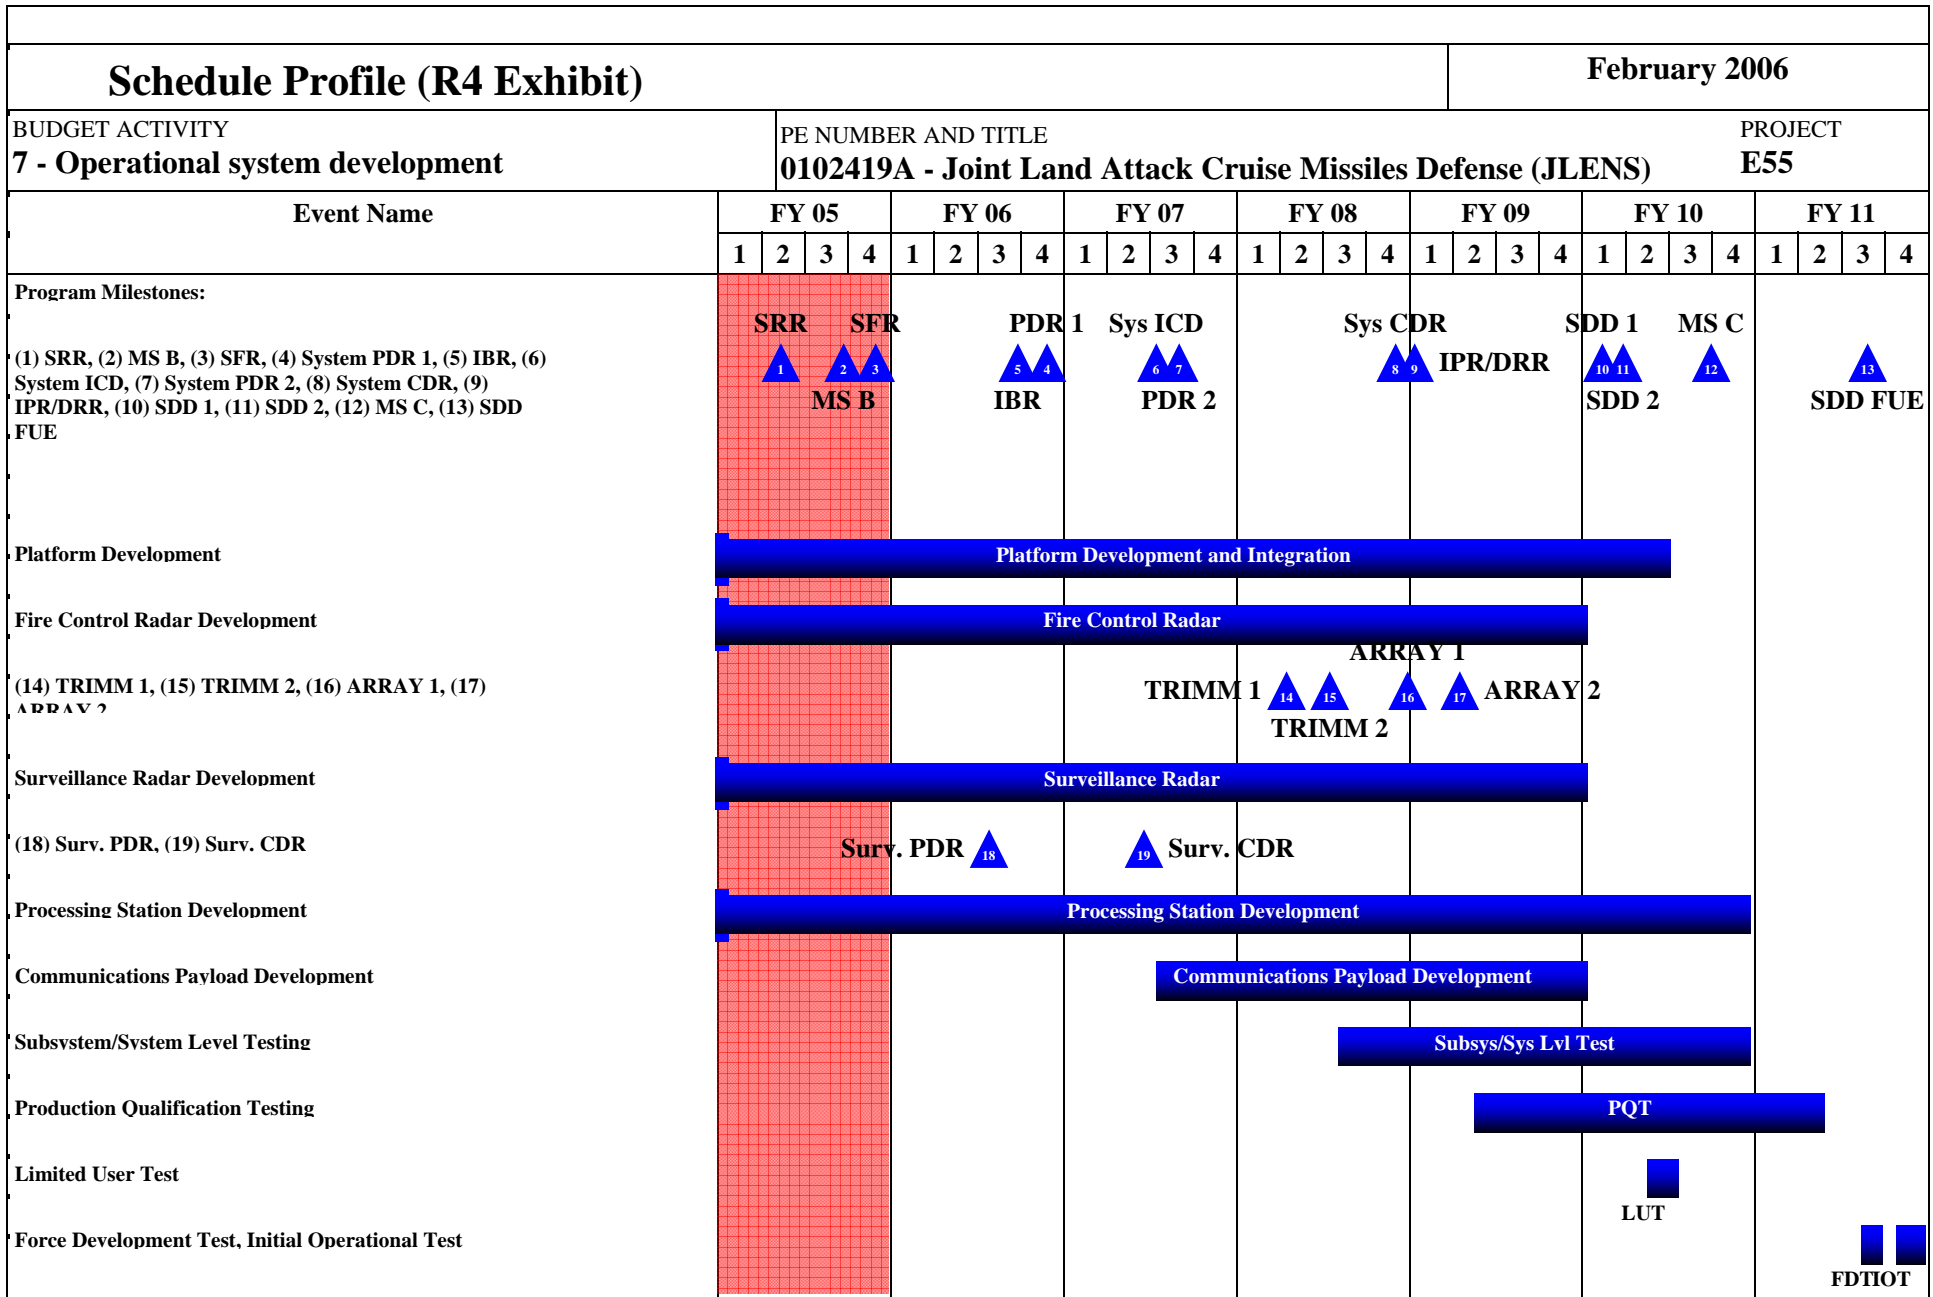 Schedule Profile (R4 Exhibit)
February 2006
BUDGET ACTIVITY
7 - Operational system development
PE NUMBER AND TITLE
0102419A - Joint Land Attack Cruise Missiles Defense (JLENS)
PROJECT
E55
Event Name
FY 05 FY 06 FY 07 FY 08 FY 09 FY 10 FY 11
1 2 3 4 1 2 3 4 1 2 3 4 1 2 3 4 1 2 3 4 1 2 3 4 1 2 3 4
Program Milestones:
SRR SFR PDR 1 Sys ICD Sys CDR SDD 1 MS C
(1) SRR, (2) MS B, (3) SFR, (4) System PDR 1, (5) IBR, (6)
System ICD, (7) System PDR 2, (8) System CDR, (9)
IPR/DRR, (10) SDD 1, (11) SDD 2, (12) MS C, (13) SDD
FUE
1 2 3 5 4 6 7 8 9 IPR/DRR 10 11 12 13
MS B IBR PDR 2 SDD 2 SDD FUE
Platform Development
Platform Development and Integration
Fire Control Radar Development
Fire Control Radar
ARRAY 1
(14) TRIMM 1, (15) TRIMM 2, (16) ARRAY 1, (17)
ARRAY 2
TRIMM 1 14 15 16 17 ARRAY 2
TRIMM 2
Surveillance Radar Development
Surveillance Radar
(18) Surv. PDR, (19) Surv. CDR
Surv. PDR 18 19 Surv. CDR
Processing Station Development
Processing Station Development
Communications Payload Development
Communications Payload Development
Subsystem/System Level Testing
Subsys/Sys Lvl Test
Production Qualification Testing
PQT
Limited User Test
LUT
Force Development Test, Initial Operational Test
FDT IOT